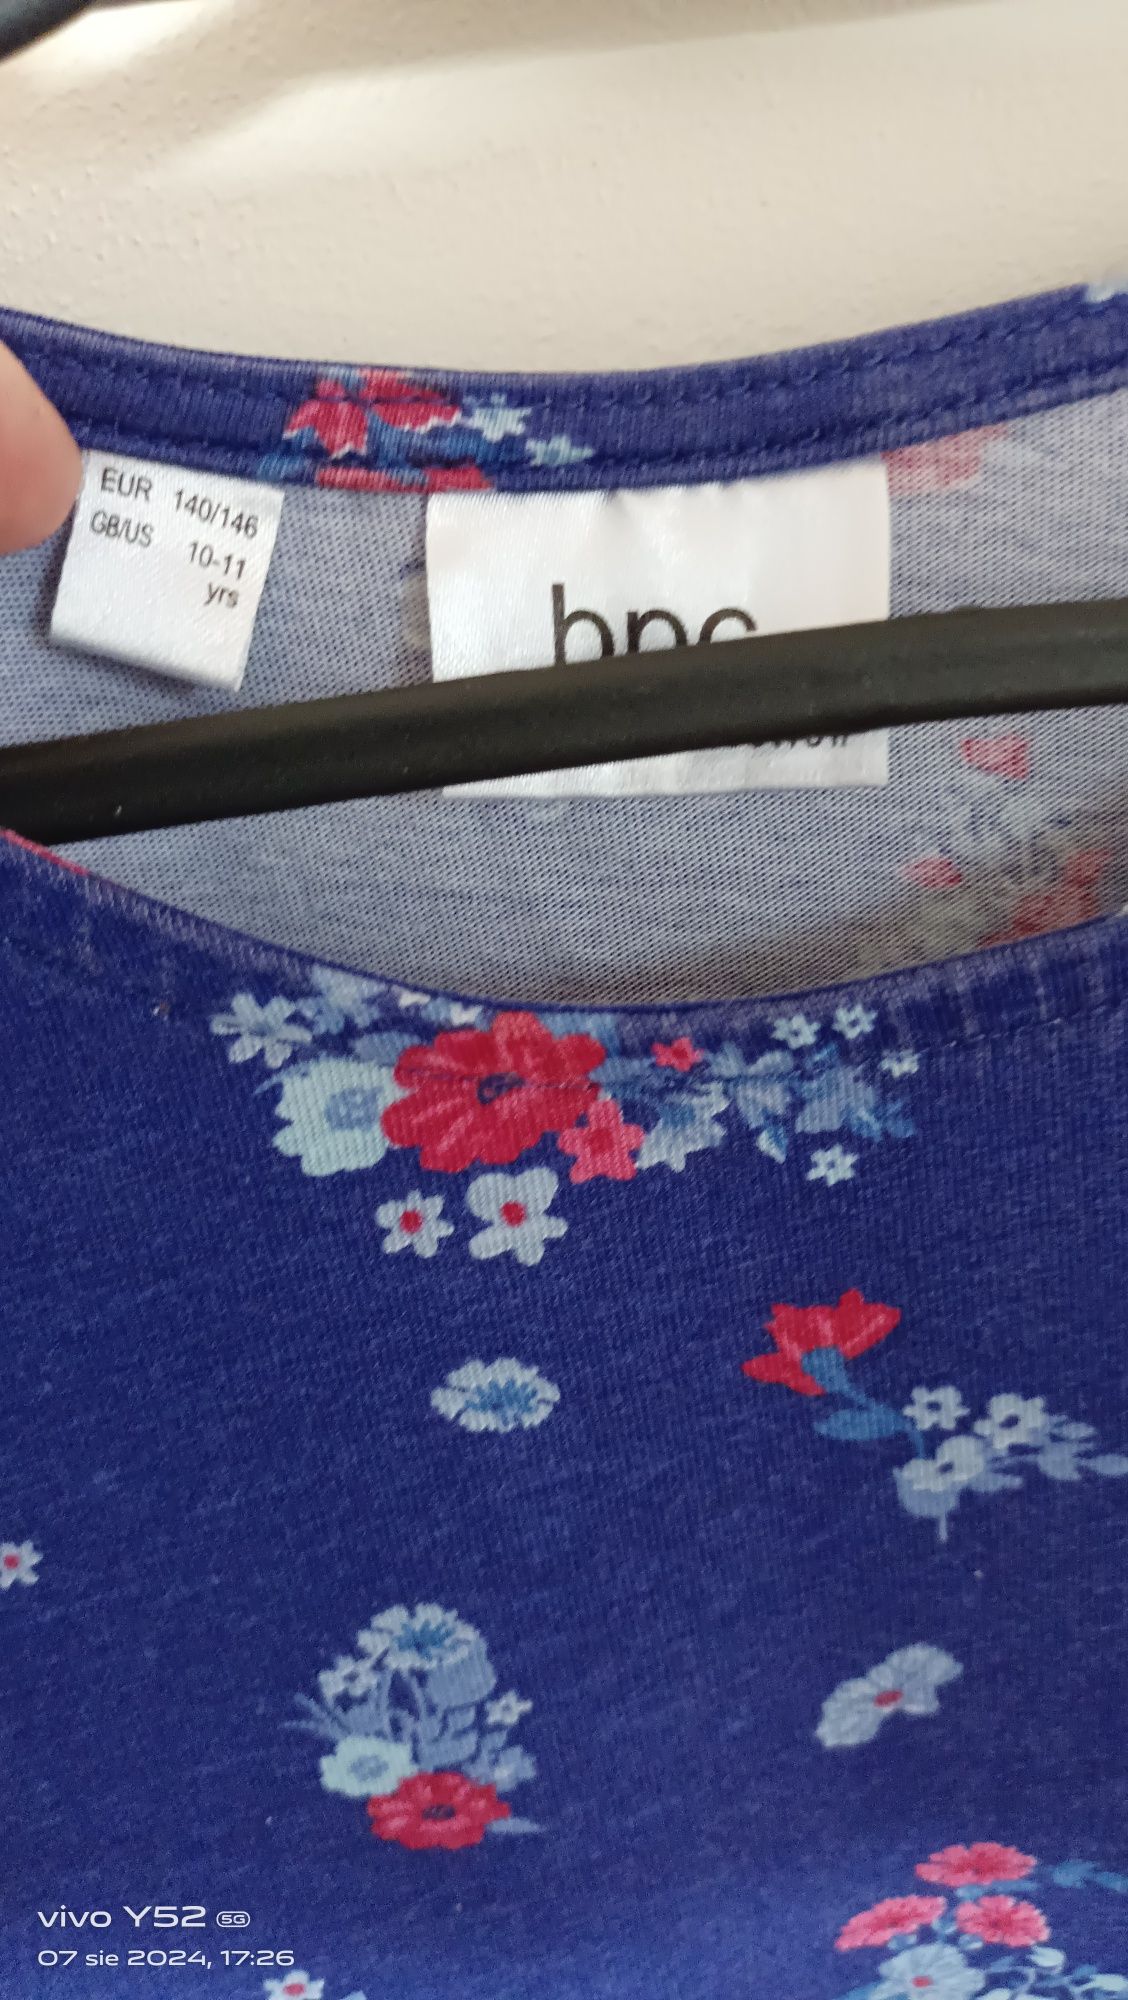 EUR 140/146
GB/US 10-11
yrs
bpc
vivo Y52 5G
07 sie 2024, 17:26